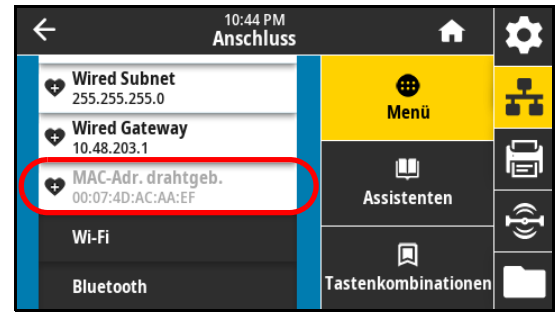 10:44 PM
Anschluss
Wired Subnet
255.255.255.0
Wired Gateway
10.48.203.1
MAC-Adr. drahtgeb.
00:07:4D:AC:AA:EF
Wi-Fi
Bluetooth
Menü
Assistenten
Tastenkombinationen